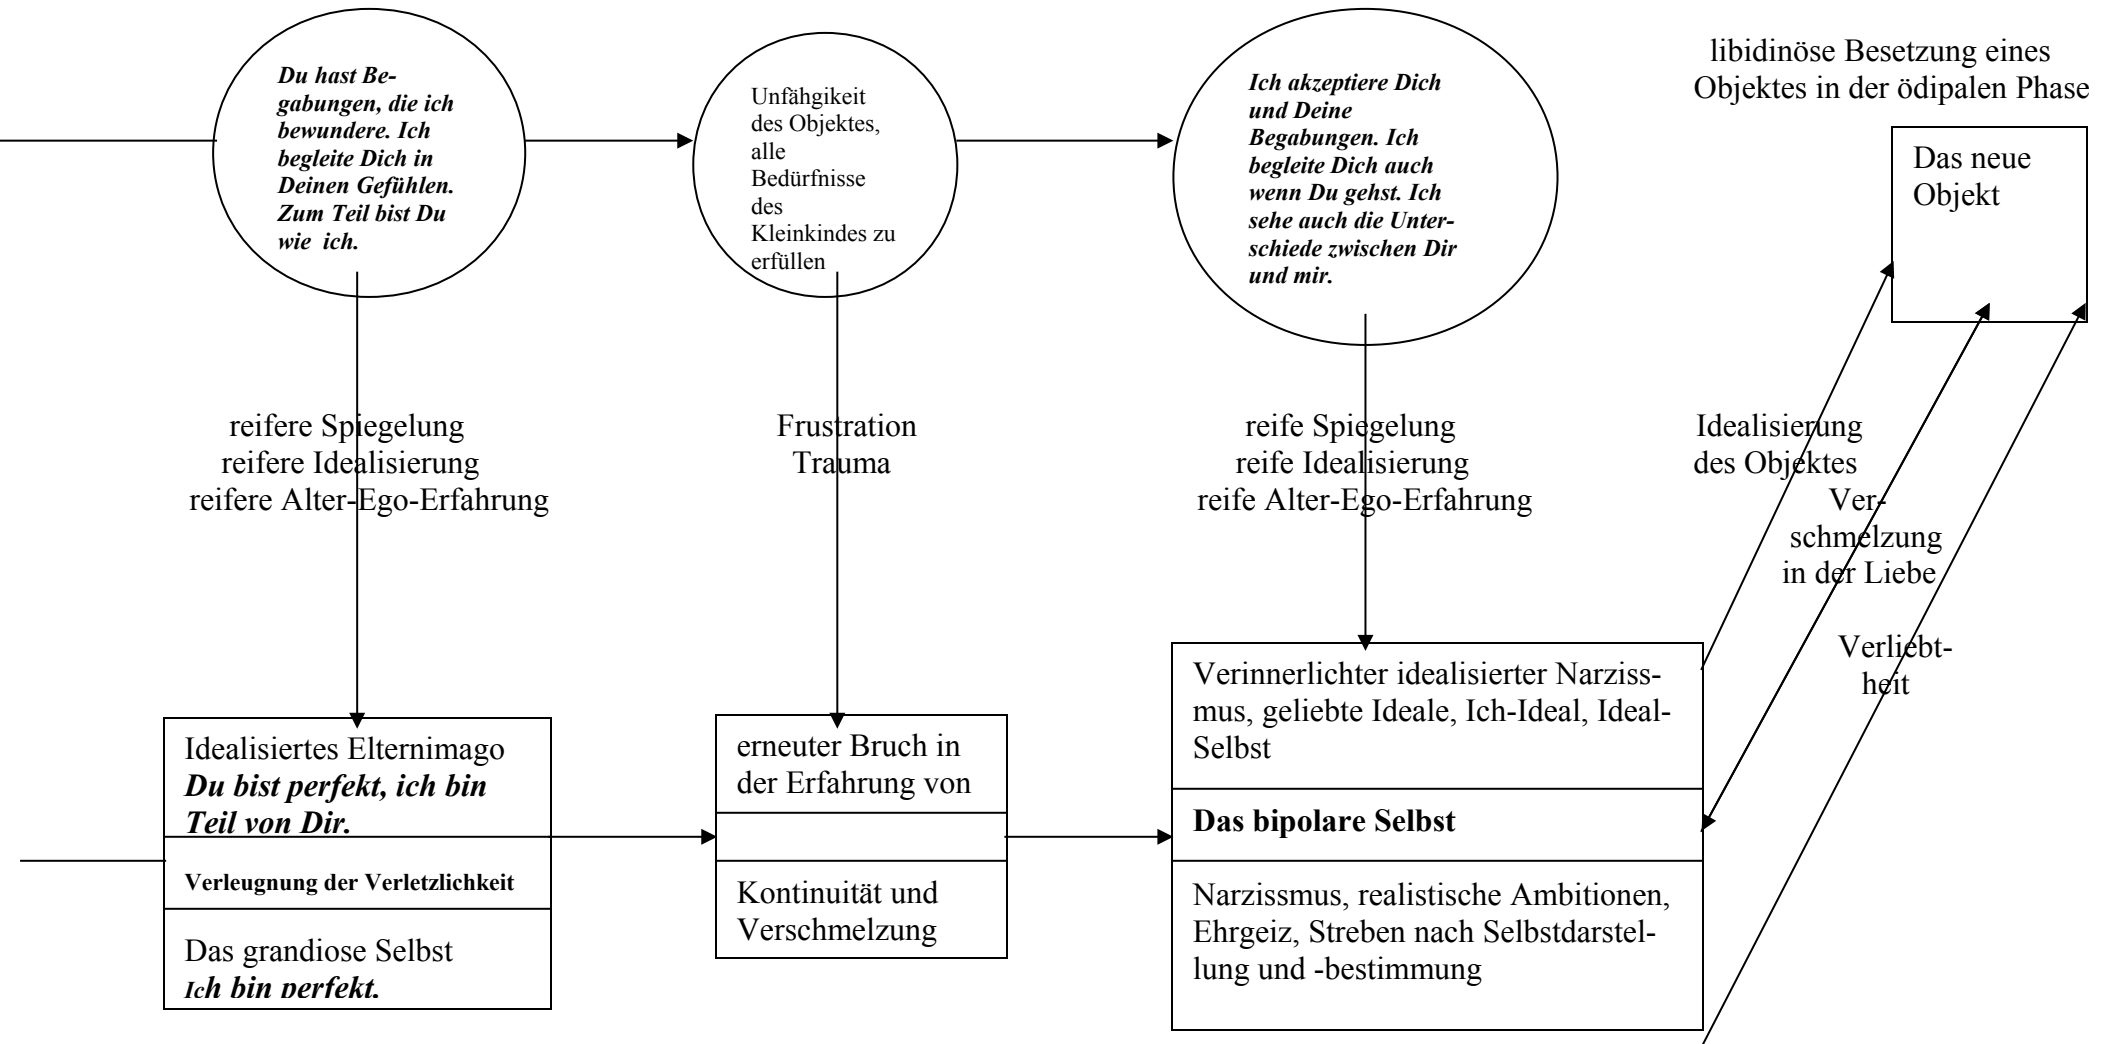 Du hast Be-
gabungen, die ich
bewundere. Ich
begleite Dich in
Deinen Gefühlen.
Zum Teil bist Du
wie ich.
Unfähgikeit
des Objektes,
alle
Bedürfnisse
des
Kleinkindes zu
erfüllen
Ich akzeptiere Dich
und Deine
Begabungen. Ich
begleite Dich auch
wenn Du gehst. Ich
sehe auch die Unter-
schiede zwischen Dir
und mir.
libidinöse Besetzung eines
Objektes in der ödipalen Phase
Das neue
Objekt
reifere Spiegelung
reifere Idealisierung
reifere Alter-Ego-Erfahrung
Frustration
Trauma
reife Spiegelung
reife Idealisierung
reife Alter-Ego-Erfahrung
Idealisierung
des Objektes
Ver-
schmelzung
in der Liebe
Verliebt-
heit
Idealisiertes Elternimago
Du bist perfekt, ich bin
Teil von Dir.
Verleugnung der Verletzlichkeit
Das grandiose Selbst
Ich bin perfekt.
erneuter Bruch in
der Erfahrung von
Kontinuität und
Verschmelzung
Verinnerlichter idealisierter Narziss-
mus, geliebte Ideale, Ich-Ideal, Ideal-
Selbst
Das bipolare Selbst
Narzissmus, realistische Ambitionen,
Ehrgeiz, Streben nach Selbstdarstel-
lung und -bestimmung